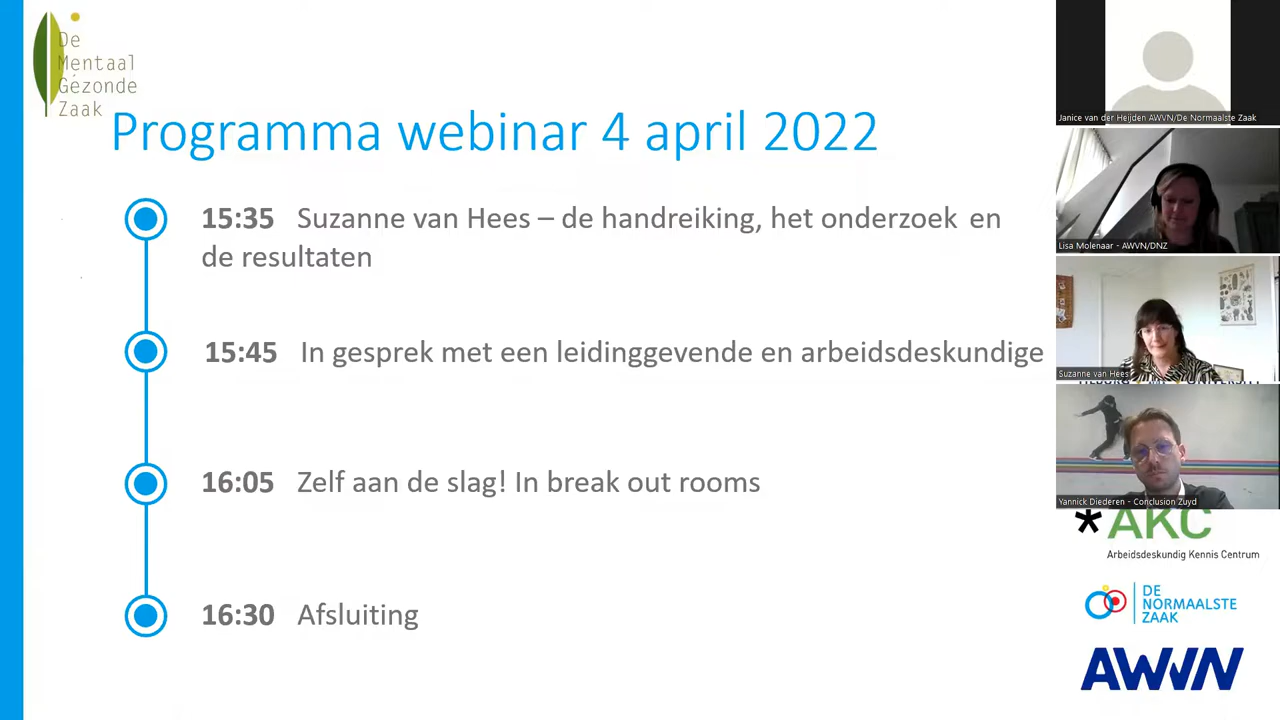 De
Mentaal
Gezonde
Zaak
Programma webinar 4 april 2022
15:35 Suzanne van Hees – de handreiking, het onderzoek en
de resultaten
15:45 In gesprek met een leidinggevende en arbeidsdeskundige
16:05 Zelf aan de slag! In break out rooms
16:30 Afsluiting
Janice van der Heijden AWVN/De Normaalste Zaak
Lisa Molenaar - AWVN/DNZ
Suzanne van Hees
Yannick Diederen - Conclusion Zuyd
*AKC
Arbeidsdeskundig Kennis Centrum
DE
NORMAALSTE
ZAAK
AWVN